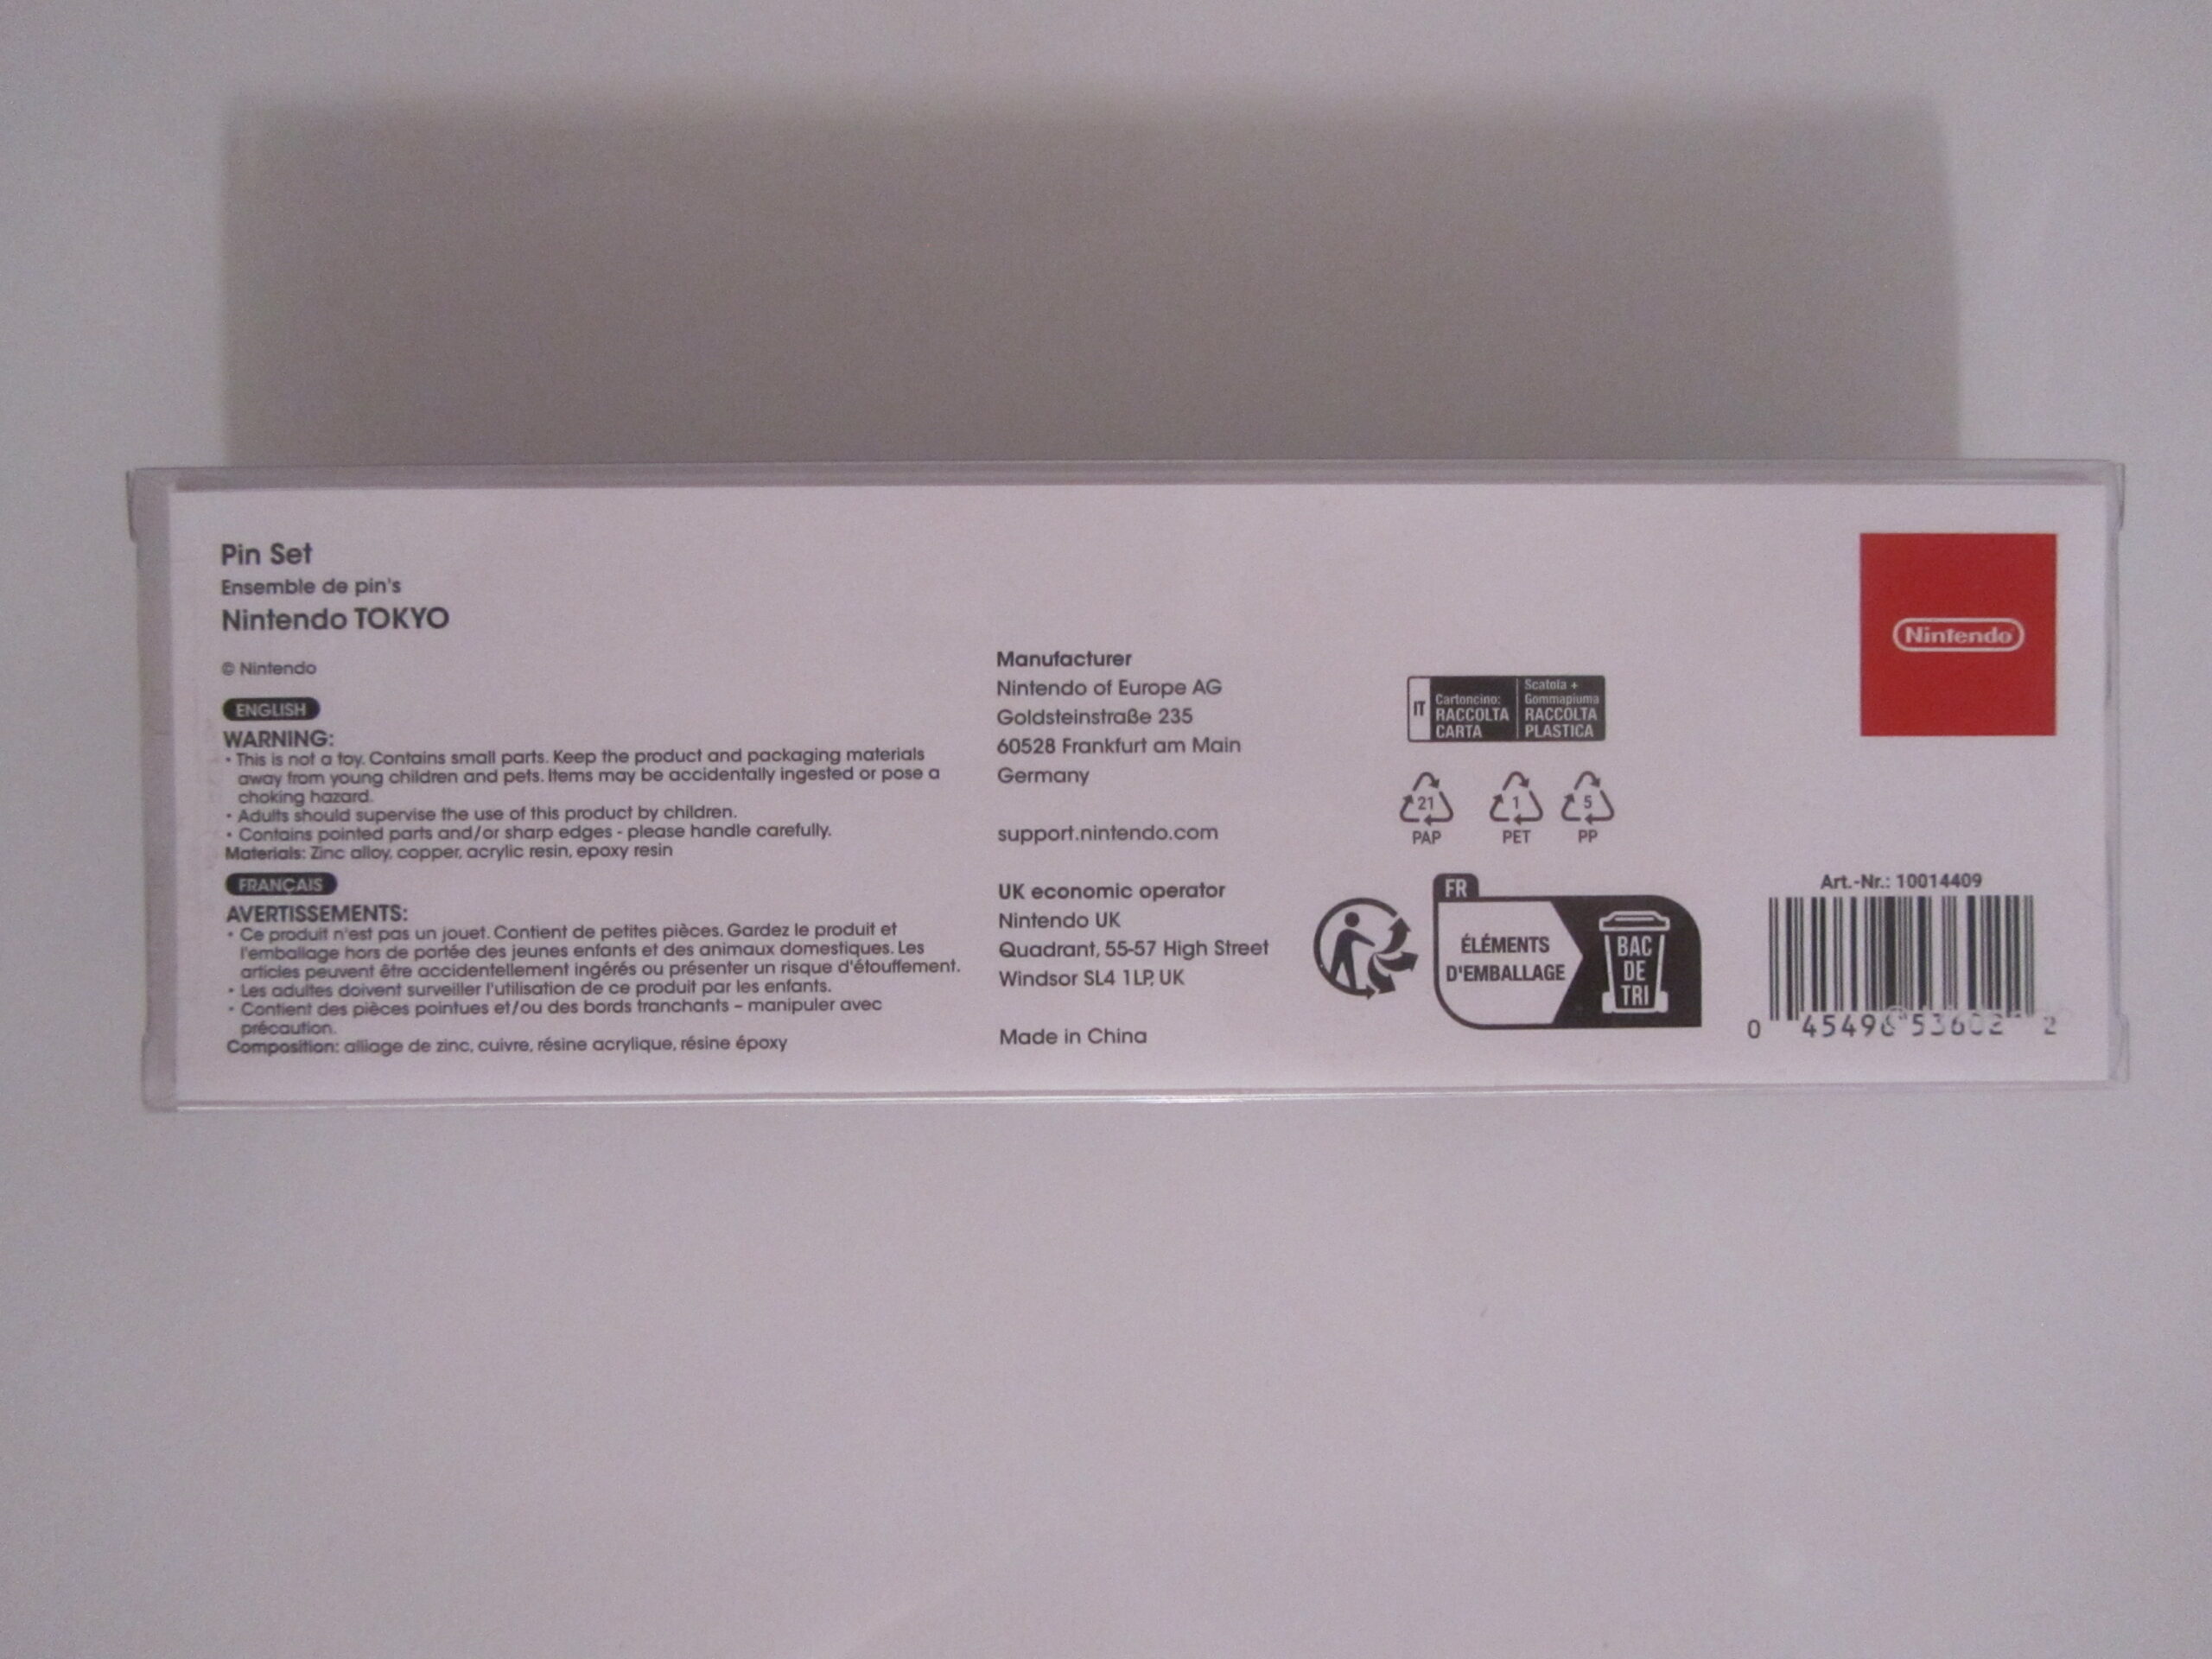 Pin Set
Ensemble de pin's
Nintendo TOKYO
© Nintendo
ENGLISH
WARNING:
• This is not a toy. Contains small parts. Keep the product and packaging materials
away from young children and pets. Items may be accidentally ingested or pose a
choking hazard.
• Adults should supervise the use of this product by children.
• Contains pointed parts and/or sharp edges - please handle carefully.
Materials: Zinc alloy, copper, acrylic resin, epoxy resin
FRANÇAIS
AVERTISSEMENTS:
• Ce produit n'est pas un jouet. Contient de petites pièces. Gardez le produit et
l'emballage hors de portée des jeunes enfants et des animaux domestiques. Les
articles peuvent être accidentellement ingérés ou présenter un risque d'étouffement.
• Les adultes doivent surveiller l'utilisation de ce produit par les enfants.
• Contient des pièces pointues et/ou des bords tranchants – manipuler avec
précaution.
Composition: alliage de zinc, cuivre, résine acrylique, résine époxy
Manufacturer
Nintendo of Europe AG
Goldsteinstraße 235
60528 Frankfurt am Main
Germany
support.nintendo.com
UK economic operator
Nintendo UK
Quadrant, 55-57 High Street
Windsor SL4 1LP, UK
Made in China
IT
Cartoncino:
RACCOLTA
CARTA
Scatola +
Gommapiuma
RACCOLTA
PLASTICA
21
PAP
1
PET
5
PP
FR
ÉLÉMENTS
D'EMBALLAGE
BAC
DE
TRI
Nintendo
Art.-Nr.: 10014409
0 45496 53602 2